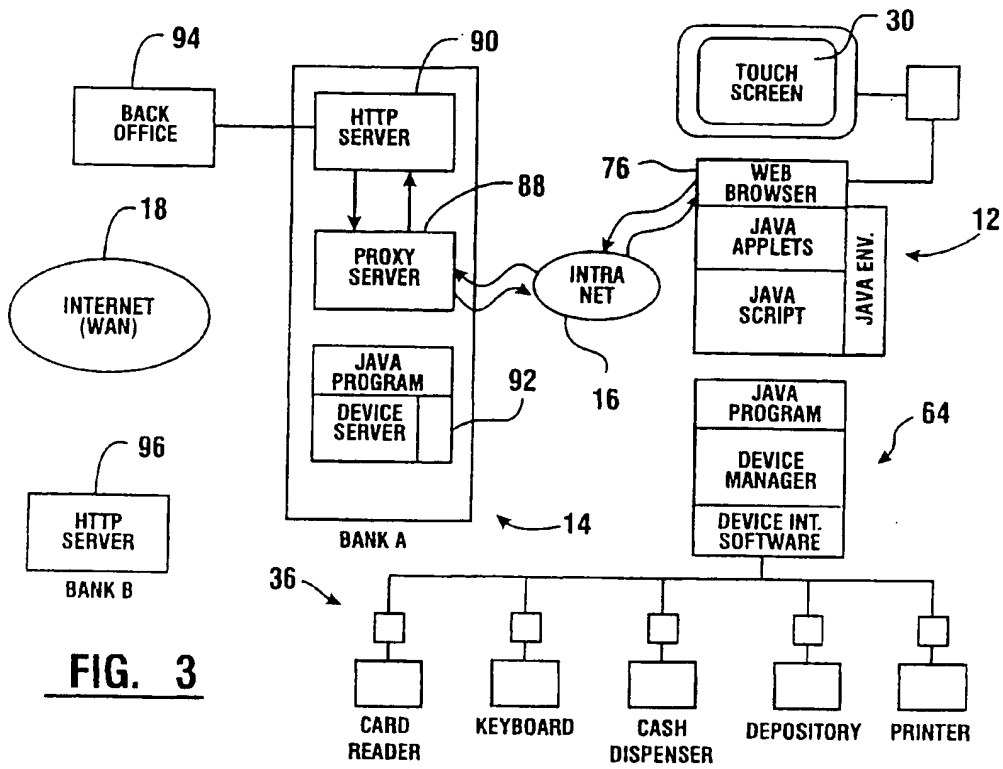 94
90
30
BACK
OFFICE
HTTP
SERVER
TOUCH
SCREEN
76
WEB
BROWSER
18
88
12
JAVA
APPLETS
JAVA ENV.
PROXY
SERVER
INTRA
NET
INTERNET
(WAN)
JAVA
SCRIPT
16
JAVA
PROGRAM
92
DEVICE
SERVER
JAVA
PROGRAM
64
DEVICE
MANAGER
96
HTTP
SERVER
BANK B
14
BANK A
DEVICE INT.
SOFTWARE
36
FIG. 3
CARD
READER
KEYBOARD
CASH
DISPENSER
DEPOSITORY
PRINTER